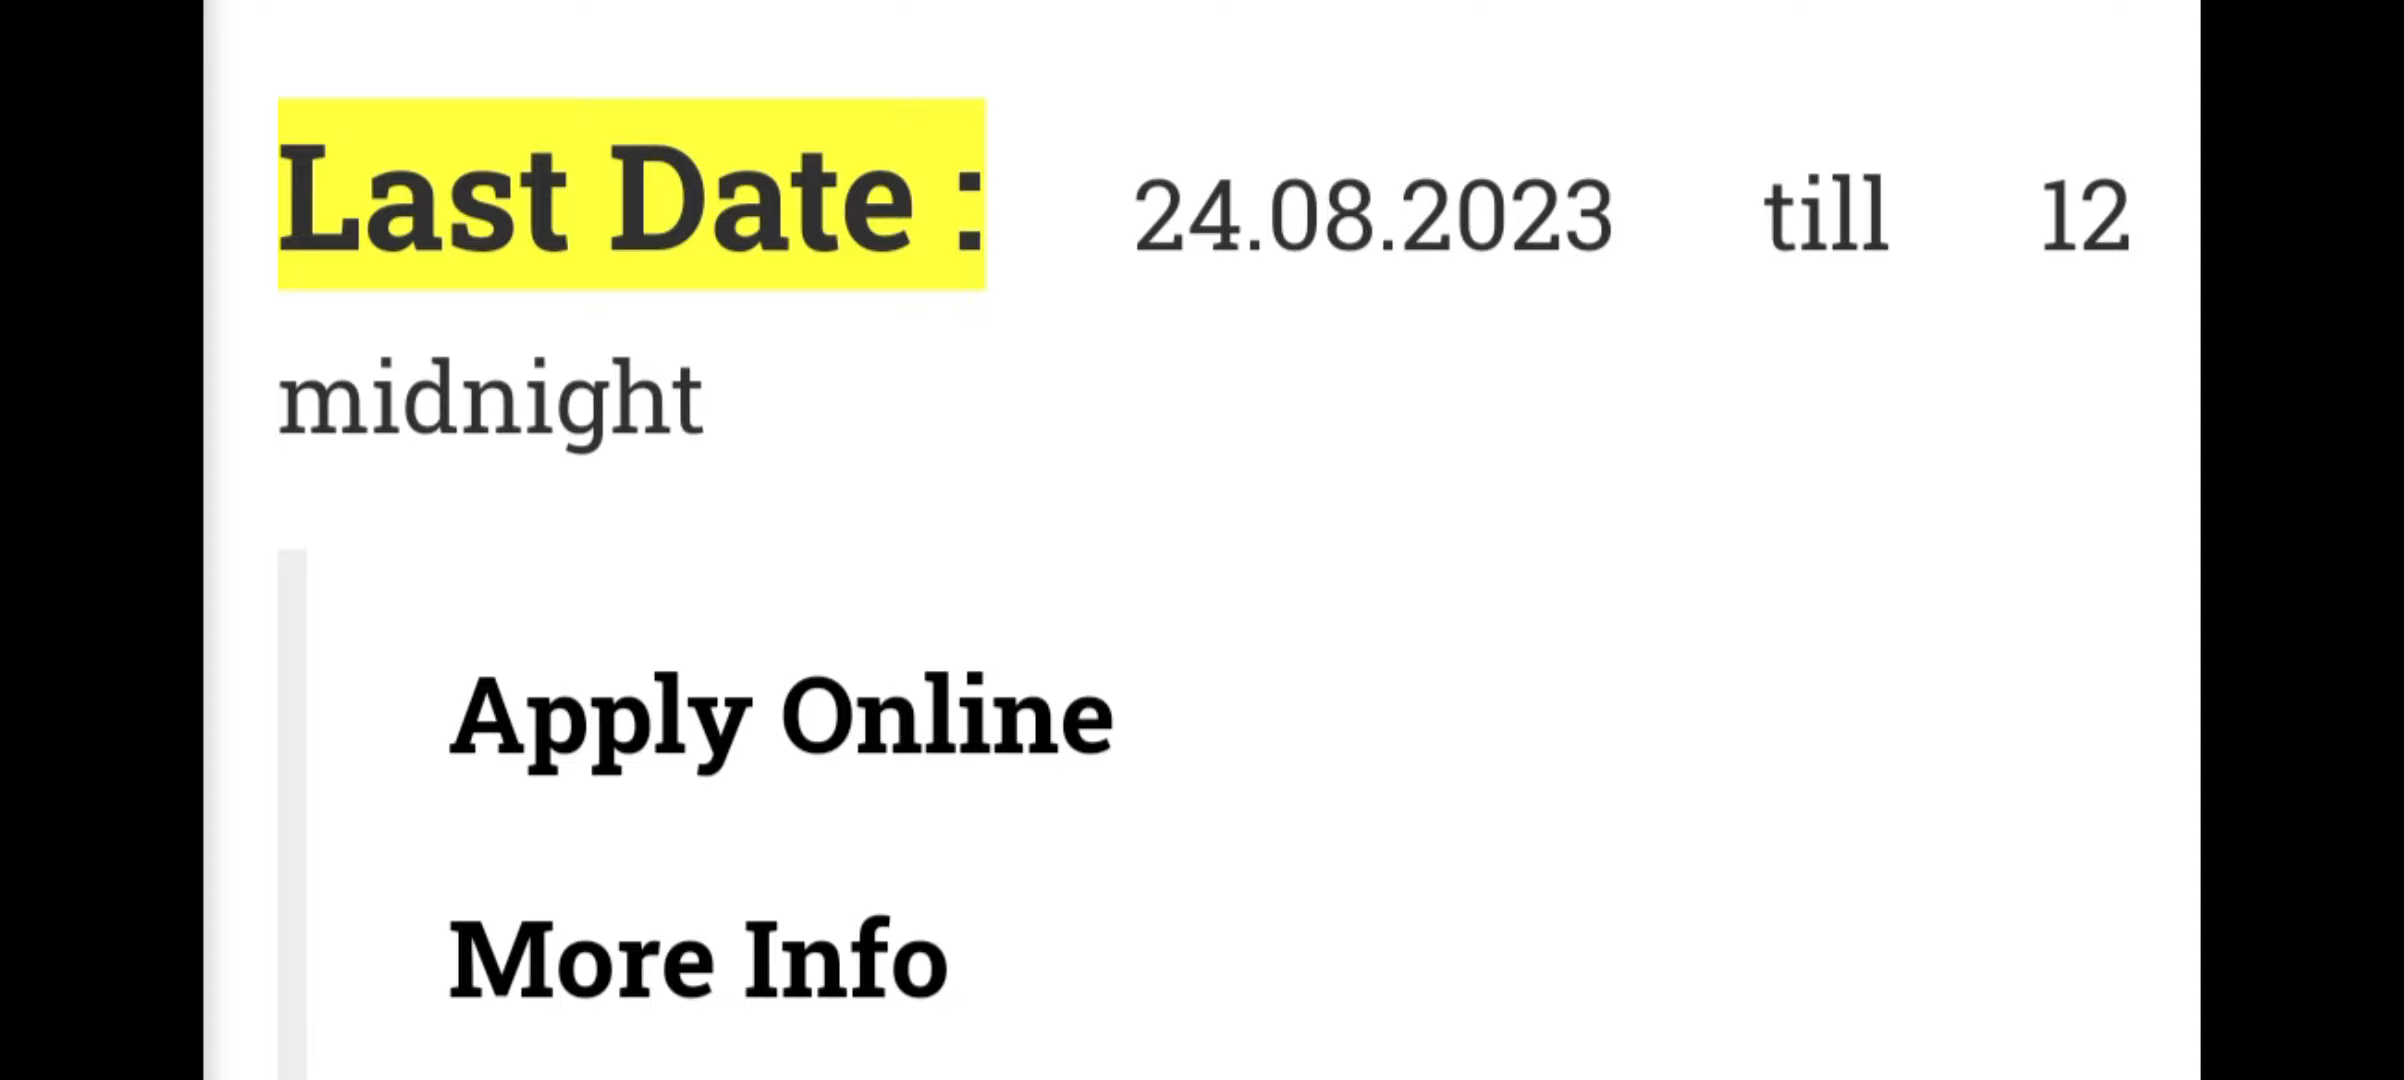 Last Date : 24.08.2023 till 12
midnight
Apply Online
More Info